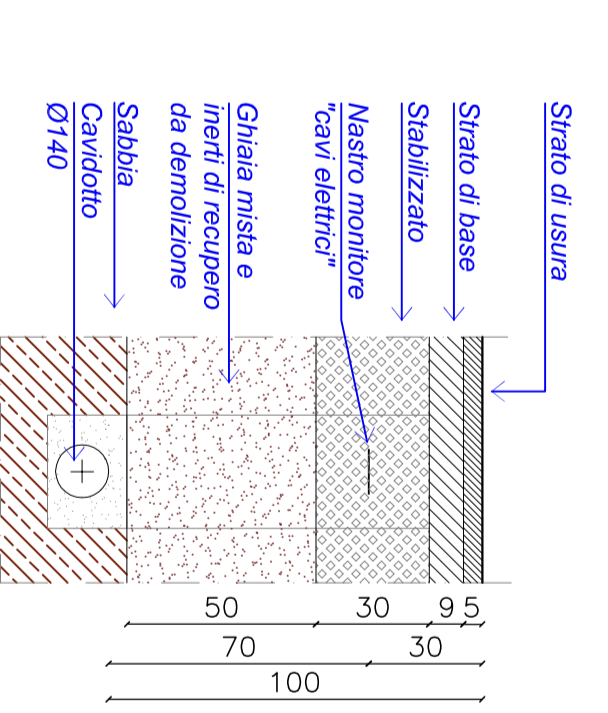 Strato di usura
Strato di base
Stabilizzato
Nastro monitore
"cavi elettrici"
Ghiaia mista e
inerti di recupero
da demolizione
Sabbia
Cavidotto
Ø140
50 30 9 5
70 30
100